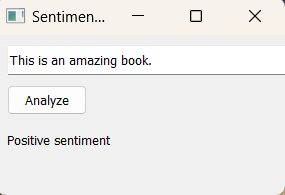 Sentimen...
This is an amazing book.
Analyze
Positive sentiment